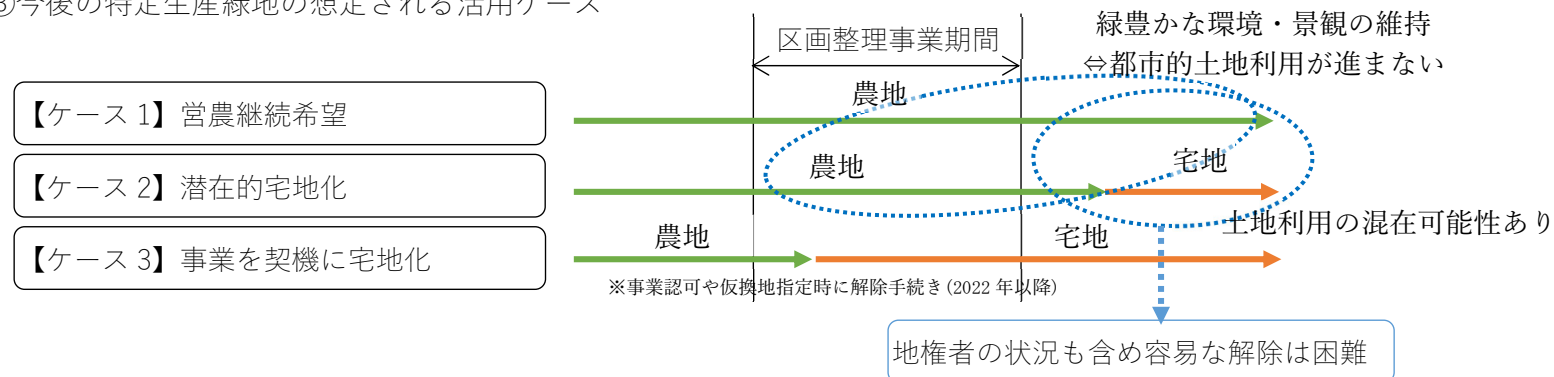 ③今後の特定生産緑地の想定される活用ケース
区画整理事業期間
緑豊かな環境・景観の維持
⇔都市的土地利用が進まない
【ケース 1】営農継続希望
農地
【ケース 2】潜在的宅地化
農地
宅地
土地利用の混在可能性あり
【ケース 3】事業を契機に宅地化
農地
宅地
※事業認可や仮換地指定時に解除手続き(2022 年以降)
地権者の状況も含め容易な解除は困難